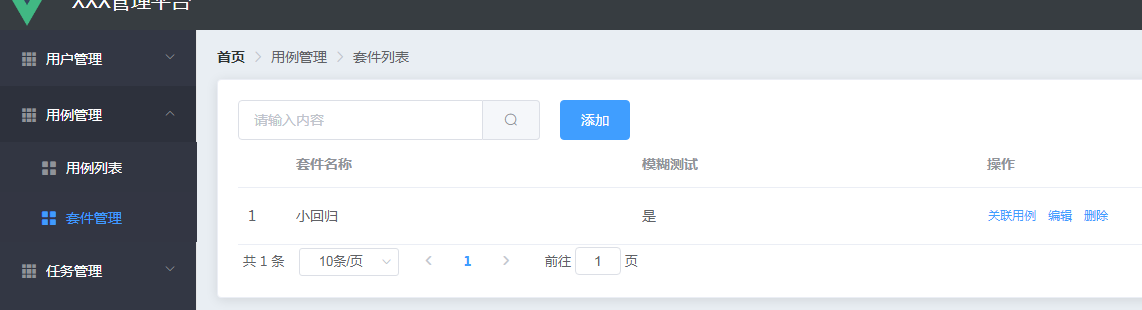 XXX管理平台
用户管理
用例管理
用例列表
套件管理
任务管理
首页 > 用例管理 > 套件列表
请输入内容 添加
套件名称 模糊测试 操作
1 小回归 是 关联用例 编辑 删除
共 1 条 10条/页 < 1 > 前往 1 页